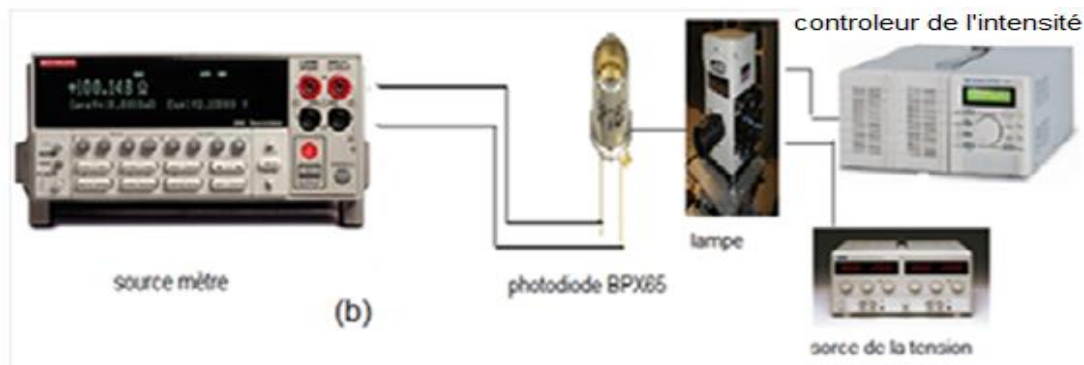 controleur de l'intensité
source mètre
photodiode BPX65
lampe
(b)
sorce de la tension